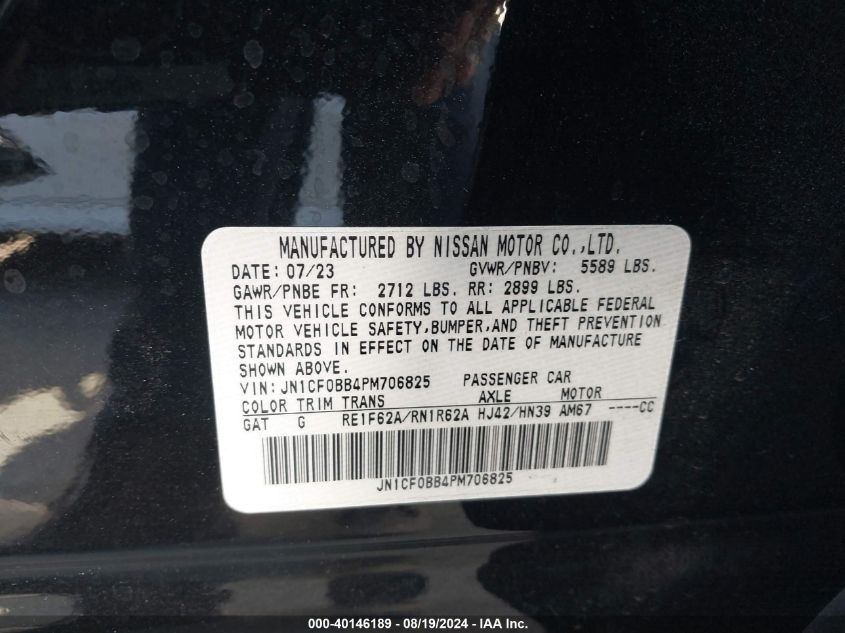 MANUFACTURED BY NISSAN MOTOR CO.,LTD.
DATE: 07/23 GVWR/PNBV: 5589 LBS.
GAWR/PNBE FR: 2712 LBS. RR: 2899 LBS.
THIS VEHICLE CONFORMS TO ALL APPLICABLE FEDERAL
MOTOR VEHICLE SAFETY,BUMPER,AND THEFT PREVENTION
STANDARDS IN EFFECT ON THE DATE OF MANUFACTURE
SHOWN ABOVE.
VIN: JN1CF0BB4PM706825 PASSENGER CAR
COLOR TRIM TRANS AXLE MOTOR
GAT G RE1F62A/RN1R62A HJ42/HN39 AM67 ----CC
JN1CF0BB4PM706825
000-40146189 - 08/19/2024 - IAA Inc.